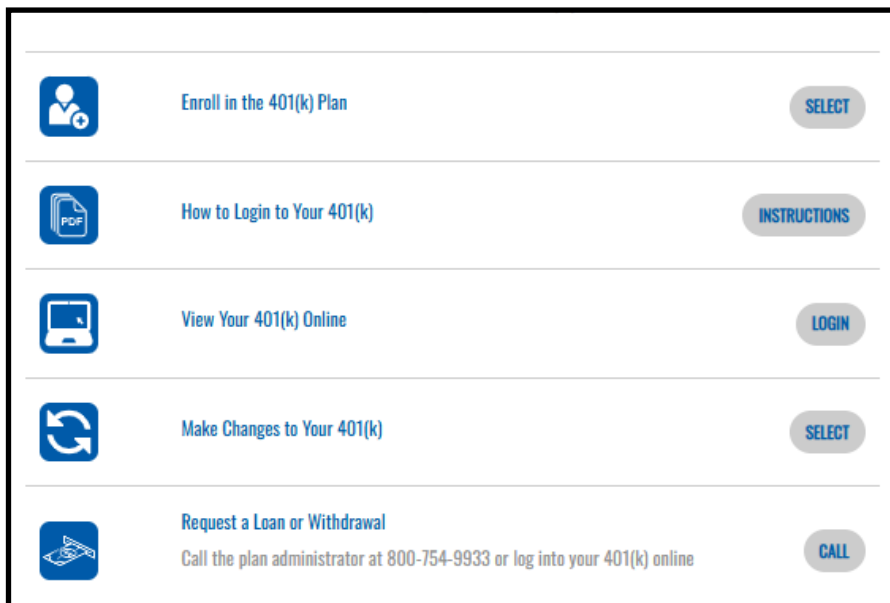 Enroll in the 401(k) Plan
SELECT
PDF
How to Login to Your 401(k)
INSTRUCTIONS
View Your 401(k) Online
LOGIN
Make Changes to Your 401(k)
SELECT
Request a Loan or Withdrawal
Call the plan administrator at 800-754-9933 or log into your 401(k) online
CALL